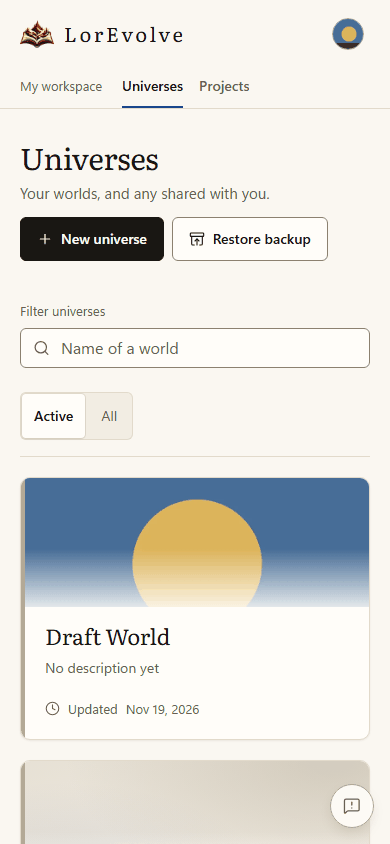 LorEvolve
My workspace Universes Projects
Universes
Your worlds, and any shared with you.
New universe Restore backup
Filter universes
Name of a world
Active All
Draft World
No description yet
Updated Nov 19, 2026